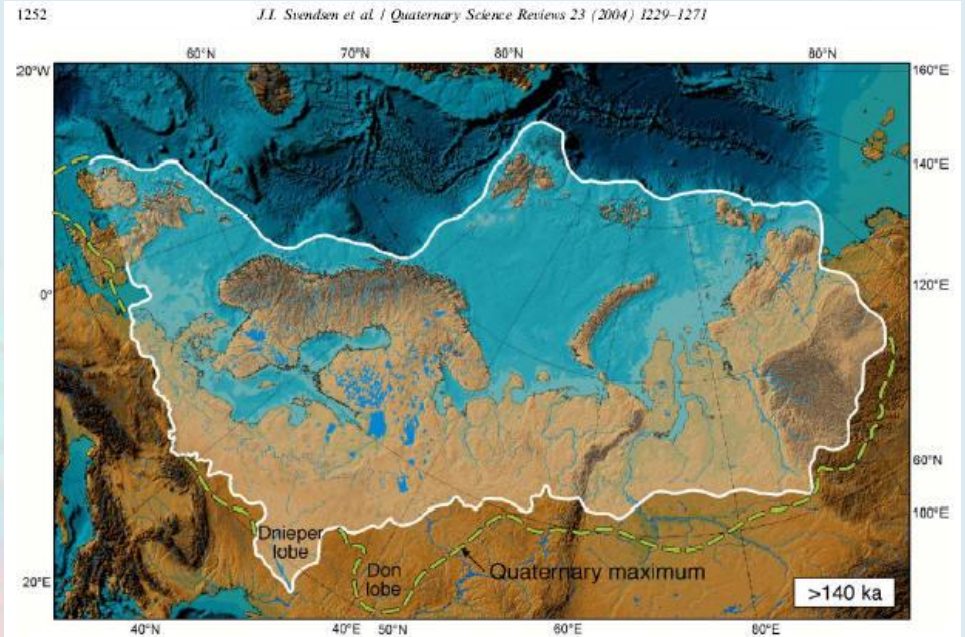 1252
J.I. Svendsen et al. / Quaternary Science Reviews 23 (2004) 1229–1271
60°N 70°N 80°N 80°N
20°W 160°E
140°E
120°E
0°
60°N
100°E
Dnieper
lobe
Don
lobe
Quaternary maximum
20°E
>140 ka
40°N 40°E 50°N 60°E 80°E